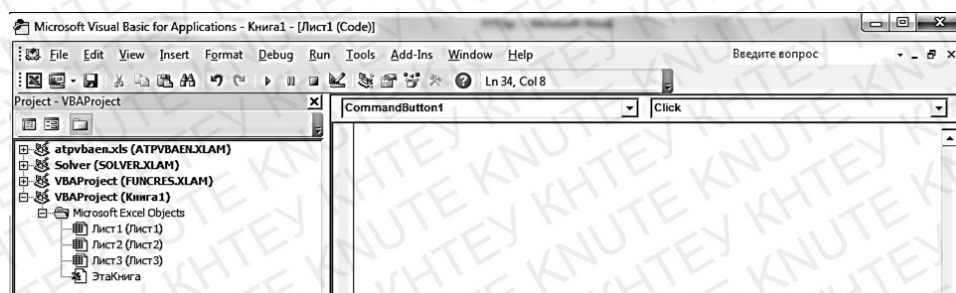 Microsoft Visual Basic for Applications - Книга1 - [Лист1 (Code)]
File Edit View Insert Format Debug Run Tools Add-Ins Window Help Введите вопрос
Ln 34, Col 8
Project - VBAProject
CommandButton1 Click
atpvbaen.xls (ATPVBAEN.XLAM)
Solver (SOLVER.XLAM)
VBAProject (FUNCRES.XLAM)
VBAProject (Книга1)
Microsoft Excel Objects
Лист1 (Лист1)
Лист2 (Лист2)
Лист3 (Лист3)
ЭтаКнига